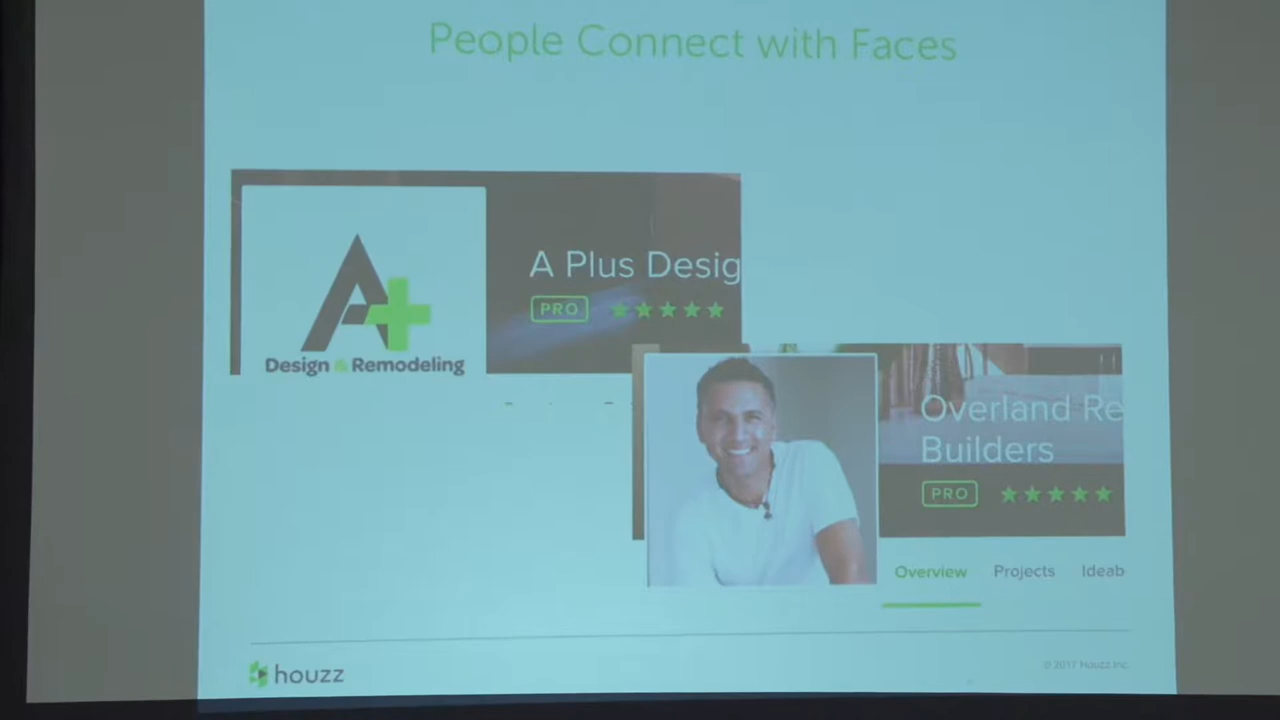 People Connect with Faces
A Plus Desig
PRO
A+
Design & Remodeling
Overland Re
Builders
PRO
Overview Projects Ideab
houzz
© 2017 Houzz Inc.